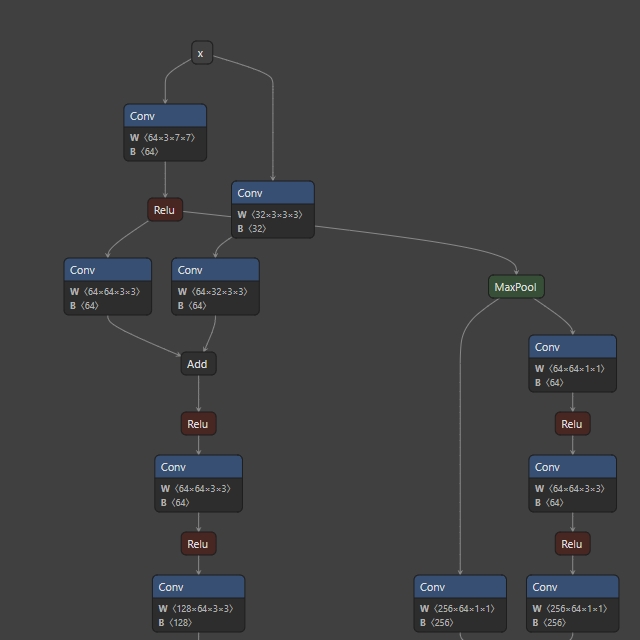 x
Conv
W ⟨64×3×7×7⟩
B ⟨64⟩
Conv
W ⟨32×3×3×3⟩
B ⟨32⟩
Relu
Conv
W ⟨64×64×3×3⟩
B ⟨64⟩
Conv
W ⟨64×32×3×3⟩
B ⟨64⟩
MaxPool
Conv
W ⟨64×64×1×1⟩
B ⟨64⟩
Add
Relu
Relu
Conv
W ⟨64×64×3×3⟩
B ⟨64⟩
Conv
W ⟨64×64×3×3⟩
B ⟨64⟩
Relu
Relu
Conv
W ⟨128×64×3×3⟩
B ⟨128⟩
Conv
W ⟨256×64×1×1⟩
B ⟨256⟩
Conv
W ⟨256×64×1×1⟩
B ⟨256⟩